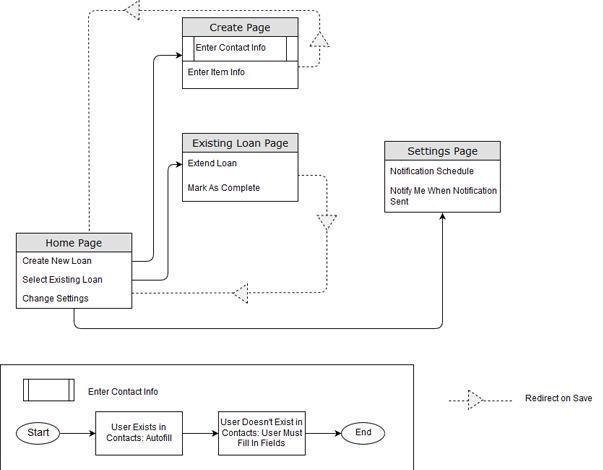 Create Page
Enter Contact Info
Enter Item Info
Existing Loan Page
Extend Loan
Mark As Complete
Settings Page
Notification Schedule
Notify Me When Notification
Sent
Home Page
Create New Loan
Select Existing Loan
Change Settings
Enter Contact Info
Redirect on Save
Start
User Exists in
Contacts: Autofill
User Doesn't Exist in
Contacts: User Must
Fill In Fields
End